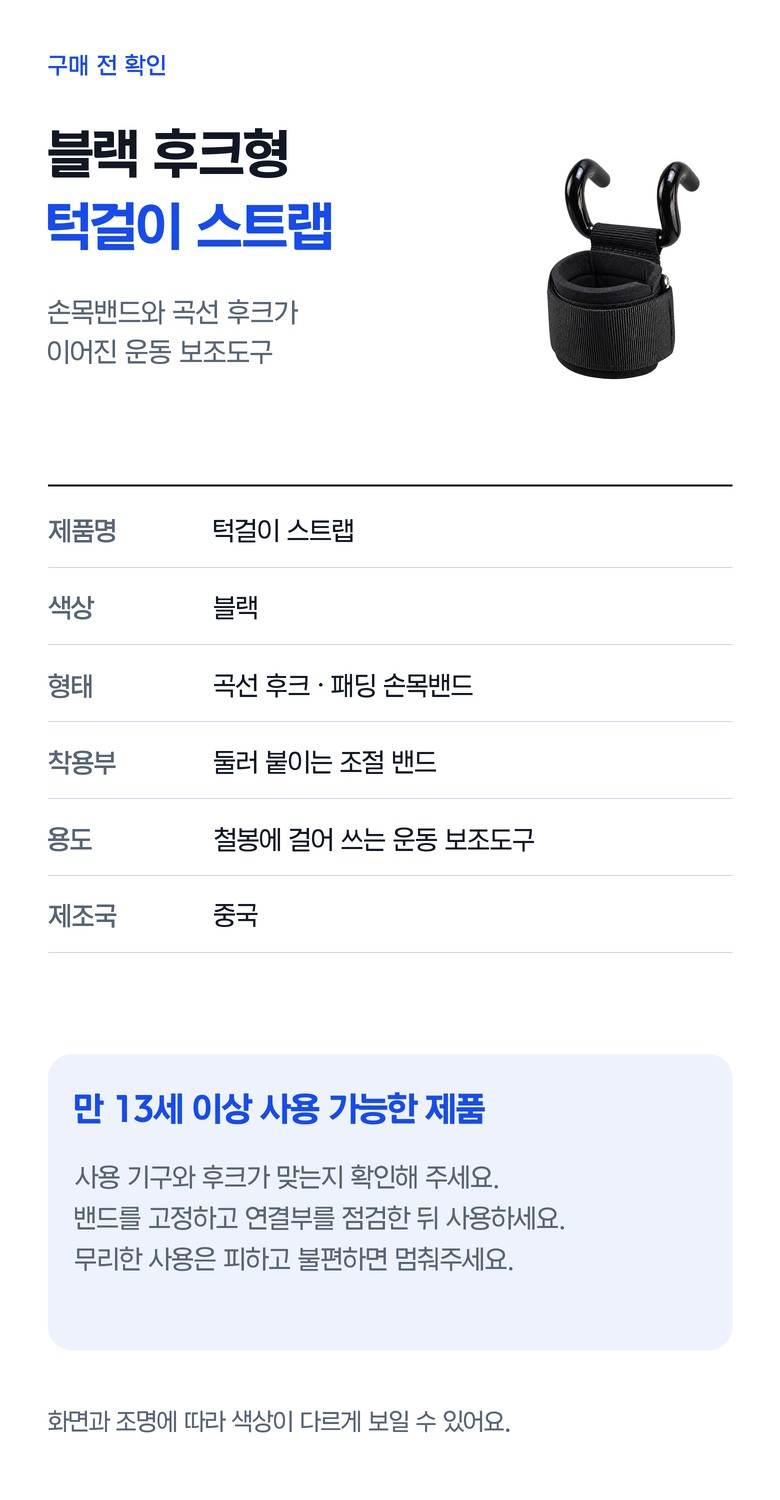 구매 전 확인
블랙 후크형
턱걸이 스트랩
손목밴드와 곡선 후크가
이어진 운동 보조도구
제품명 턱걸이 스트랩
색상 블랙
형태 곡선 후크 · 패딩 손목밴드
착용부 둘러 붙이는 조절 밴드
용도 철봉에 걸어 쓰는 운동 보조도구
제조국 중국
만 13세 이상 사용 가능한 제품
사용 기구와 후크가 맞는지 확인해 주세요.
밴드를 고정하고 연결부를 점검한 뒤 사용하세요.
무리한 사용은 피하고 불편하면 멈춰주세요.
화면과 조명에 따라 색상이 다르게 보일 수 있어요.